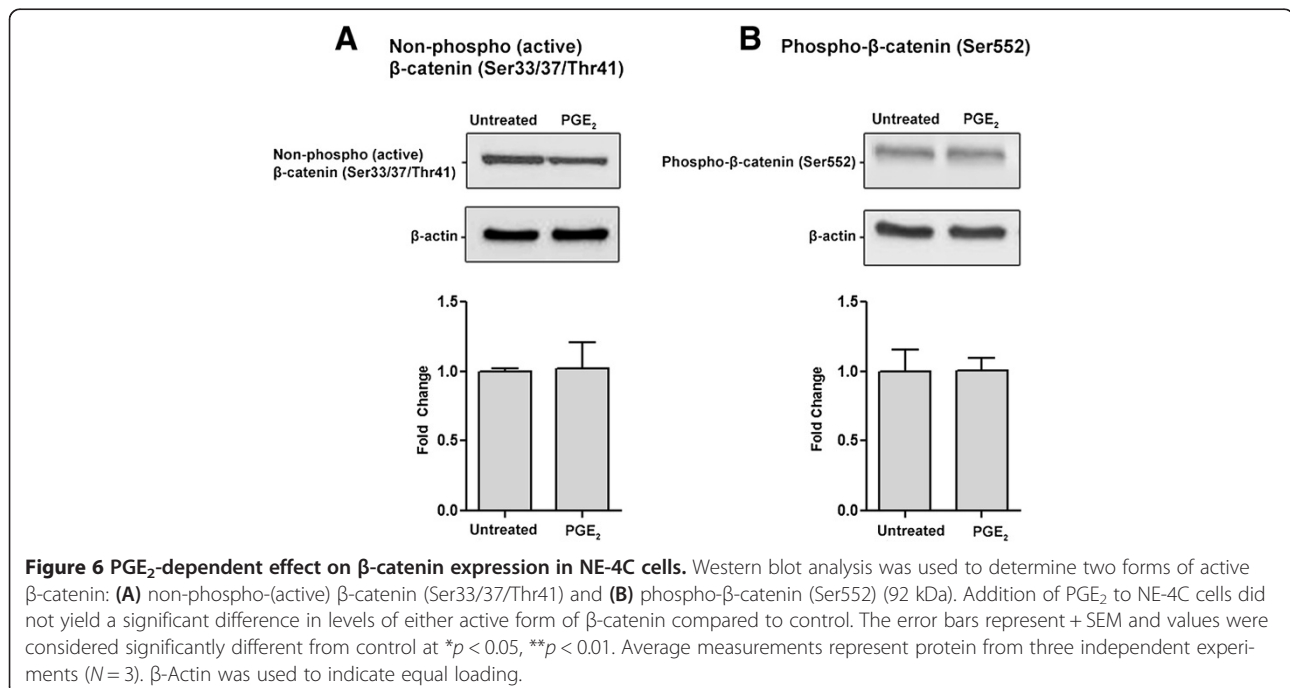 A
Non-phospho (active)
β-catenin (Ser33/37/Thr41)
Untreated PGE₂
Non-phospho (active)
β-catenin (Ser33/37/Thr41)
β-actin
1.5
1.0
0.5
0.0
Fold Change
Untreated PGE₂
B
Phospho-β-catenin (Ser552)
Untreated PGE₂
Phospho-β-catenin (Ser552)
β-actin
1.5
1.0
0.5
0.0
Fold Change
Untreated PGE₂
Figure 6 PGE₂-dependent effect on β-catenin expression in NE-4C cells. Western blot analysis was used to determine two forms of active
β-catenin: (A) non-phospho-(active) β-catenin (Ser33/37/Thr41) and (B) phospho-β-catenin (Ser552) (92 kDa). Addition of PGE₂ to NE-4C cells did
not yield a significant difference in levels of either active form of β-catenin compared to control. The error bars represent + SEM and values were
considered significantly different from control at *p < 0.05, **p < 0.01. Average measurements represent protein from three independent experi-
ments (N = 3). β-Actin was used to indicate equal loading.